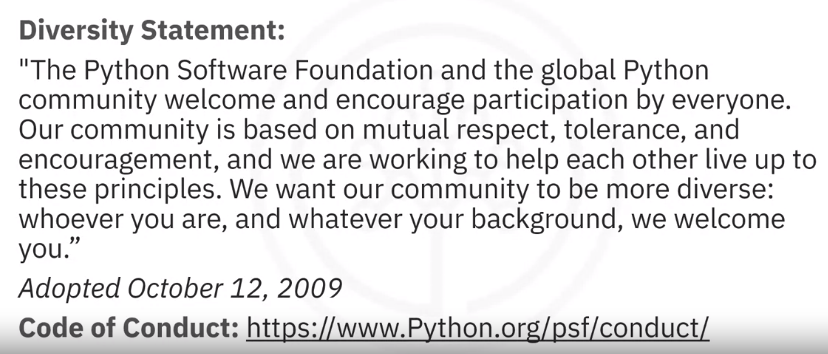 Diversity Statement:
"The Python Software Foundation and the global Python
community welcome and encourage participation by everyone.
Our community is based on mutual respect, tolerance, and
encouragement, and we are working to help each other live up to
these principles. We want our community to be more diverse:
whoever you are, and whatever your background, we welcome
you.”
Adopted October 12, 2009
Code of Conduct: https://www.Python.org/psf/conduct/